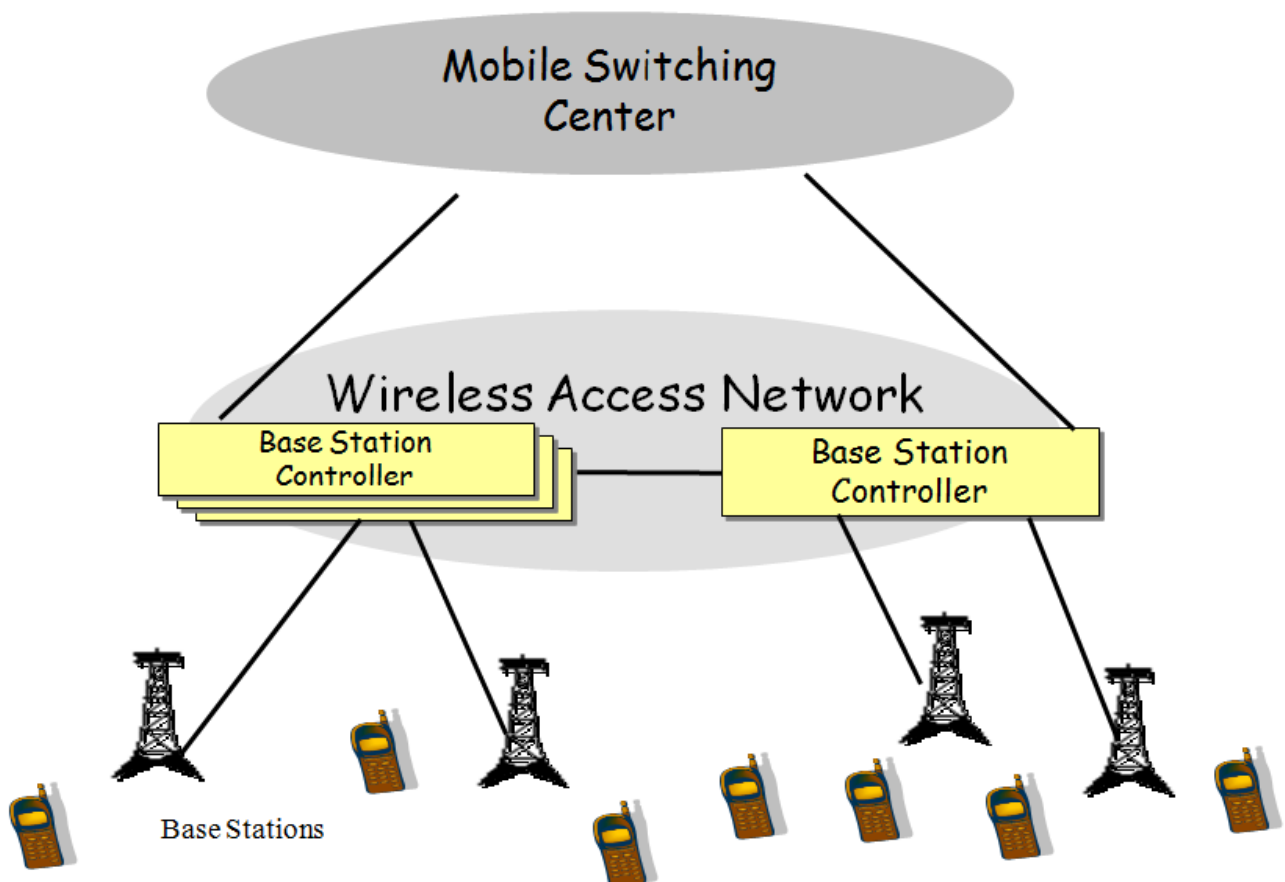 Mobile Switching
Center
Wireless Access Network
Base Station
Controller
Base Station
Controller
Base Stations